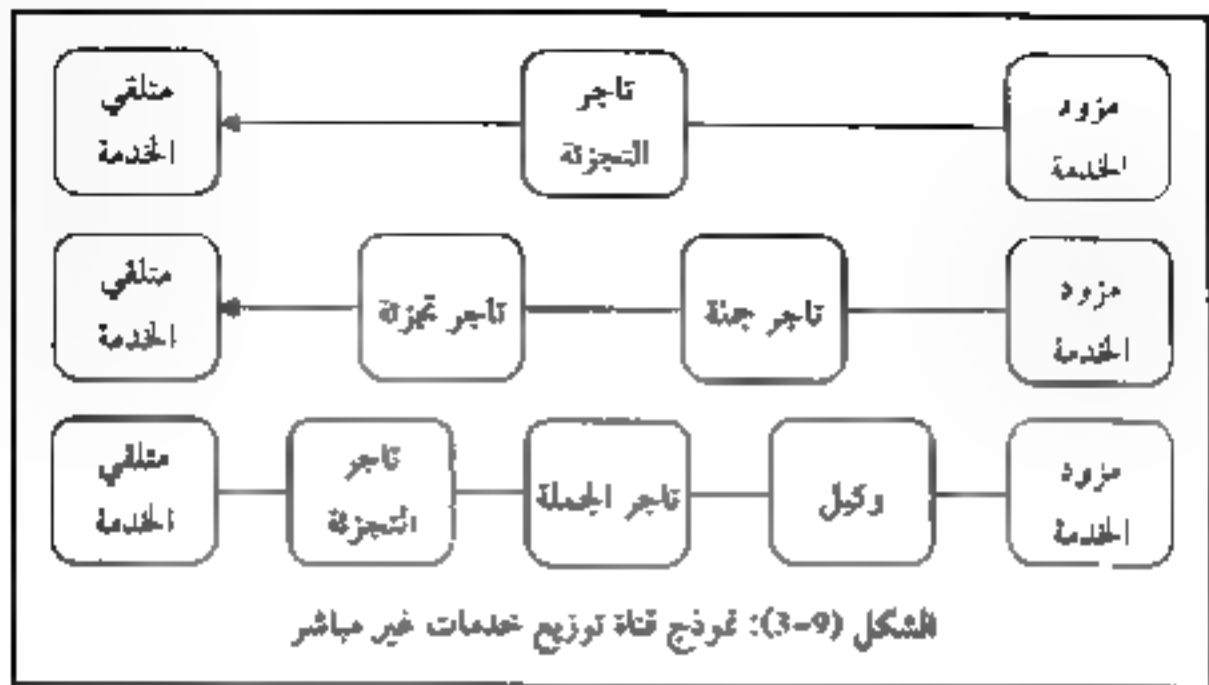 مزود
الخدمة
تاجر
التجزئة
متلقي
الخدمة
مزود
الخدمة
تاجر جملة
تاجر تجزئة
متلقي
الخدمة
مزود
الخدمة
وكيل
تاجر الجملة
تاجر
التجزئة
متلقي
الخدمة
الشكل (9-3): نموذج قناة توزيع خدمات غير مباشر